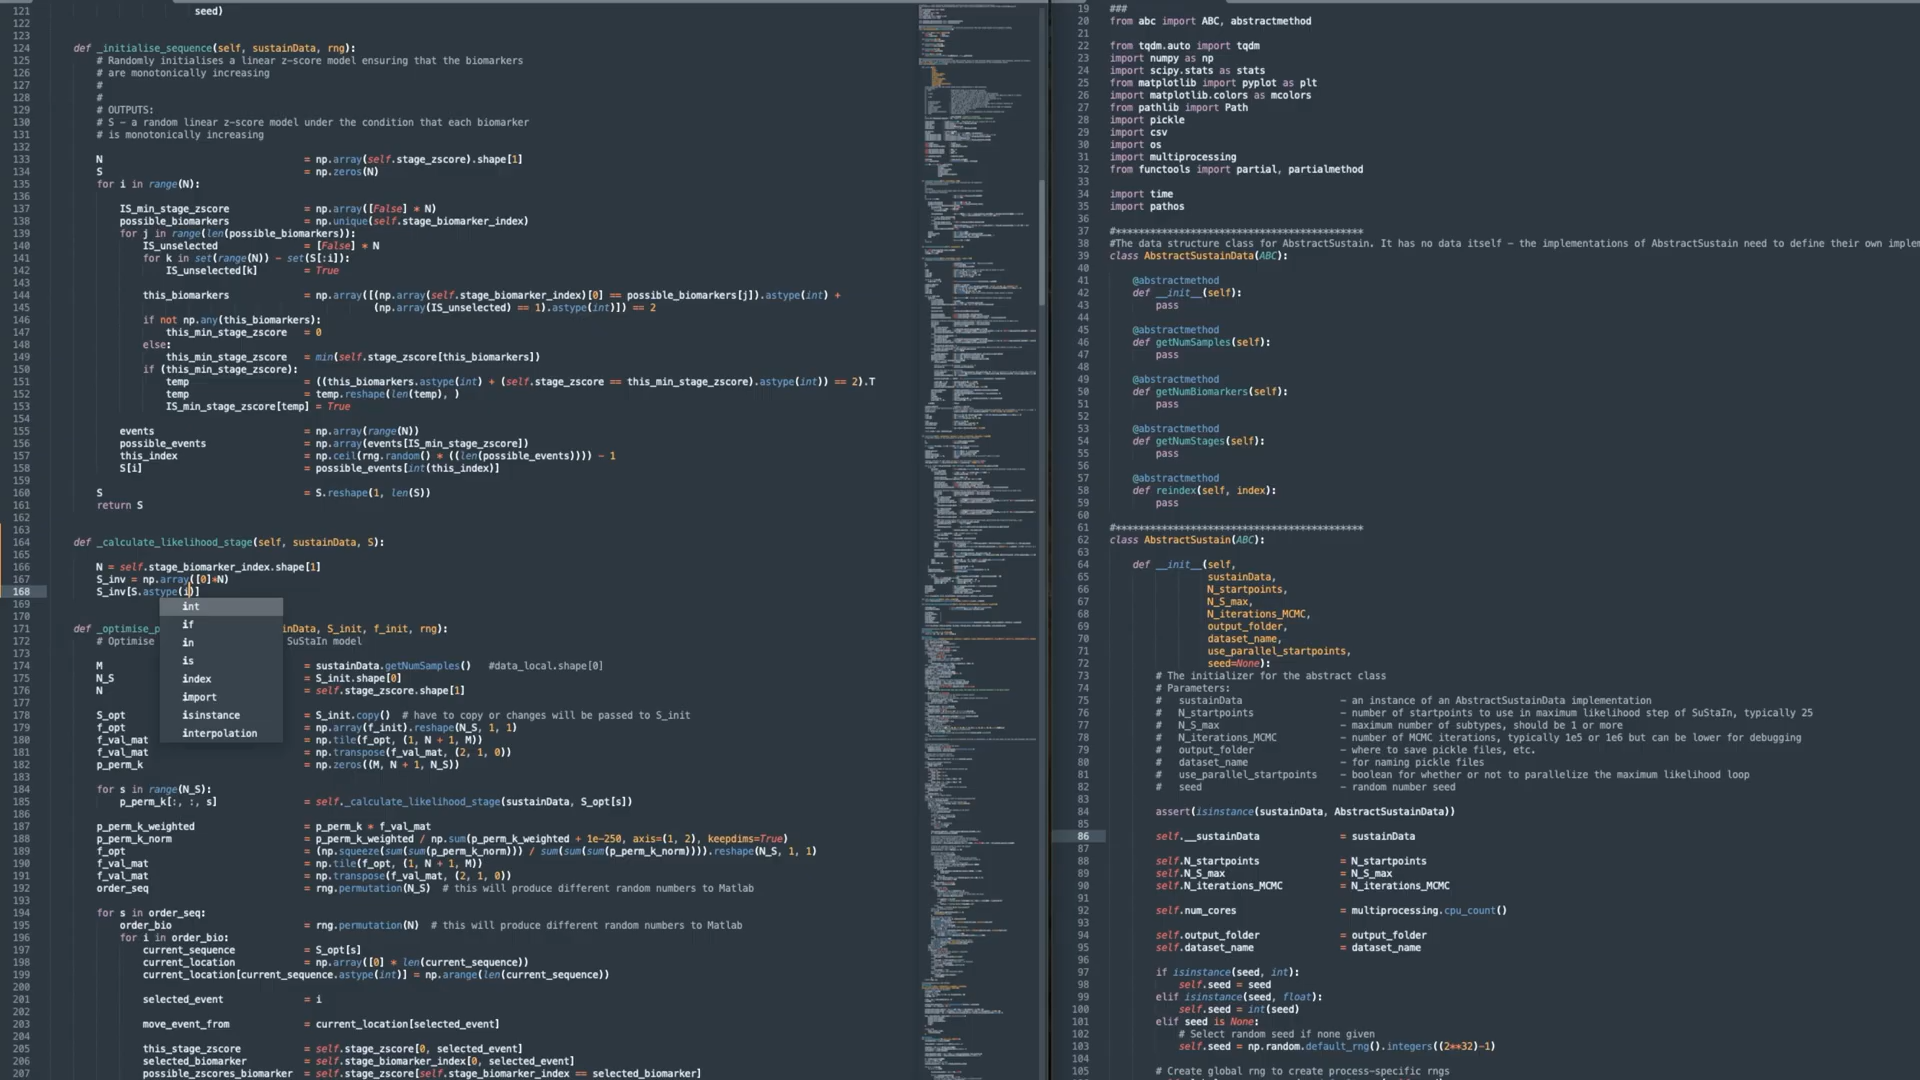 121 seed)
122
123
124 def _initialise_sequence(self, sustainData, rng):
125 # Randomly initialises a linear z-score model ensuring that the biomarkers
126 # are monotonically increasing
127 #
128 #
129 # OUTPUTS:
130 # S - a random linear z-score model under the condition that each biomarker
131 # is monotonically increasing
132
133 N = np.array(self.stage_zscore).shape[1]
134 S = np.zeros(N)
135 for i in range(N):
136
137 IS_min_stage_zscore = np.array([False] * N)
138 possible_biomarkers = np.unique(self.stage_biomarker_index)
139 for j in range(len(possible_biomarkers)):
140 IS_unselected = [False] * N
141 for k in set(range(N)) - set(S[:i]):
142 IS_unselected[k] = True
143
144 this_biomarkers = np.array([(np.array(self.stage_biomarker_index)[0] == possible_biomarkers[j]).astype(int) +
145 (np.array(IS_unselected) == 1).astype(int)]) == 2
146 if not np.any(this_biomarkers):
147 this_min_stage_zscore = 0
148 else:
149 this_min_stage_zscore = min(self.stage_zscore[this_biomarkers])
150 if (this_min_stage_zscore):
151 temp = ((this_biomarkers.astype(int) + (self.stage_zscore == this_min_stage_zscore).astype(int)) == 2).T
152 temp = temp.reshape(len(temp), )
153 IS_min_stage_zscore[temp] = True
154
155 events = np.array(range(N))
156 possible_events = np.array(events[IS_min_stage_zscore])
157 this_index = np.ceil(rng.random() * ((len(possible_events)))) - 1
158 S[i] = possible_events[int(this_index)]
159
160 S = S.reshape(1, len(S))
161 return S
162
163
164 def _calculate_likelihood_stage(self, sustainData, S):
165
166 N = self.stage_biomarker_index.shape[1]
167 S_inv = np.array([0]*N)
168 S_inv[S.astype(i)]
int
if
in
is
index
import
isinstance
interpolation
169
170
171 def _optimise_p inData, S_init, f_init, rng):
172 # Optimise SuStaIn model
173
174 M = sustainData.getNumSamples() #data_local.shape[0]
175 N_S = S_init.shape[0]
176 N = self.stage_zscore.shape[1]
177
178 S_opt = S_init.copy() # have to copy or changes will be passed to S_init
179 f_opt = np.array(f_init).reshape(N_S, 1, 1)
180 f_val_mat = np.tile(f_opt, (1, N + 1, M))
181 f_val_mat = np.transpose(f_val_mat, (2, 1, 0))
182 p_perm_k = np.zeros((M, N + 1, N_S))
183
184 for s in range(N_S):
185 p_perm_k[:, :, s] = self._calculate_likelihood_stage(sustainData, S_opt[s])
186
187 p_perm_k_weighted = p_perm_k * f_val_mat
188 p_perm_k_norm = p_perm_k_weighted / np.sum(p_perm_k_weighted + 1e-250, axis=(1, 2), keepdims=True)
189 f_opt = (np.squeeze(sum(sum(p_perm_k_norm))) / sum(sum(sum(p_perm_k_norm)))).reshape(N_S, 1, 1)
190 f_val_mat = np.tile(f_opt, (1, N + 1, M))
191 f_val_mat = np.transpose(f_val_mat, (2, 1, 0))
192 order_seq = rng.permutation(N_S) # this will produce different random numbers to Matlab
193
194 for s in order_seq:
195 order_bio = rng.permutation(N) # this will produce different random numbers to Matlab
196 for i in order_bio:
197 current_sequence = S_opt[s]
198 current_location = np.array([0] * len(current_sequence))
199 current_location[current_sequence.astype(int)] = np.arange(len(current_sequence))
200
201 selected_event = i
202
203 move_event_from = current_location[selected_event]
204
205 this_stage_zscore = self.stage_zscore[0, selected_event]
206 selected_biomarker = self.stage_biomarker_index[0, selected_event]
207 possible_zscores_biomarker = self.stage_zscore[self.stage_biomarker_index == selected_biomarker]
19 ###
20 from abc import ABC, abstractmethod
21
22 from tqdm.auto import tqdm
23 import numpy as np
24 import scipy.stats as stats
25 from matplotlib import pyplot as plt
26 import matplotlib.colors as mcolors
27 from pathlib import Path
28 import pickle
29 import csv
30 import os
31 import multiprocessing
32 from functools import partial, partialmethod
33
34 import time
35 import pathos
36
37 #*******************************************
38 #The data structure class for AbstractSustain. It has no data itself - the implementations of AbstractSustain need to define their own implem
39 class AbstractSustainData(ABC):
40
41 @abstractmethod
42 def __init__(self):
43 pass
44
45 @abstractmethod
46 def getNumSamples(self):
47 pass
48
49 @abstractmethod
50 def getNumBiomarkers(self):
51 pass
52
53 @abstractmethod
54 def getNumStages(self):
55 pass
56
57 @abstractmethod
58 def reindex(self, index):
59 pass
60
61 #*******************************************
62 class AbstractSustain(ABC):
63
64 def __init__(self,
65 sustainData,
66 N_startpoints,
67 N_S_max,
68 N_iterations_MCMC,
69 output_folder,
70 dataset_name,
71 use_parallel_startpoints,
72 seed=None):
73 # The initializer for the abstract class
74 # Parameters:
75 # sustainData - an instance of an AbstractSustainData implementation
76 # N_startpoints - number of startpoints to use in maximum likelihood step of SuStaIn, typically 25
77 # N_S_max - maximum number of subtypes, should be 1 or more
78 # N_iterations_MCMC - number of MCMC iterations, typically 1e5 or 1e6 but can be lower for debugging
79 # output_folder - where to save pickle files, etc.
80 # dataset_name - for naming pickle files
81 # use_parallel_startpoints - boolean for whether or not to parallelize the maximum likelihood loop
82 # seed - random number seed
83
84 assert(isinstance(sustainData, AbstractSustainData))
85
86 self.__sustainData = sustainData
87
88 self.N_startpoints = N_startpoints
89 self.N_S_max = N_S_max
90 self.N_iterations_MCMC = N_iterations_MCMC
91
92 self.num_cores = multiprocessing.cpu_count()
93
94 self.output_folder = output_folder
95 self.dataset_name = dataset_name
96
97 if isinstance(seed, int):
98 self.seed = seed
99 elif isinstance(seed, float):
100 self.seed = int(seed)
101 elif seed is None:
102 # Select random seed if none given
103 self.seed = np.random.default_rng().integers((2**32)-1)
104
105 # Create global rng to create process-specific rngs